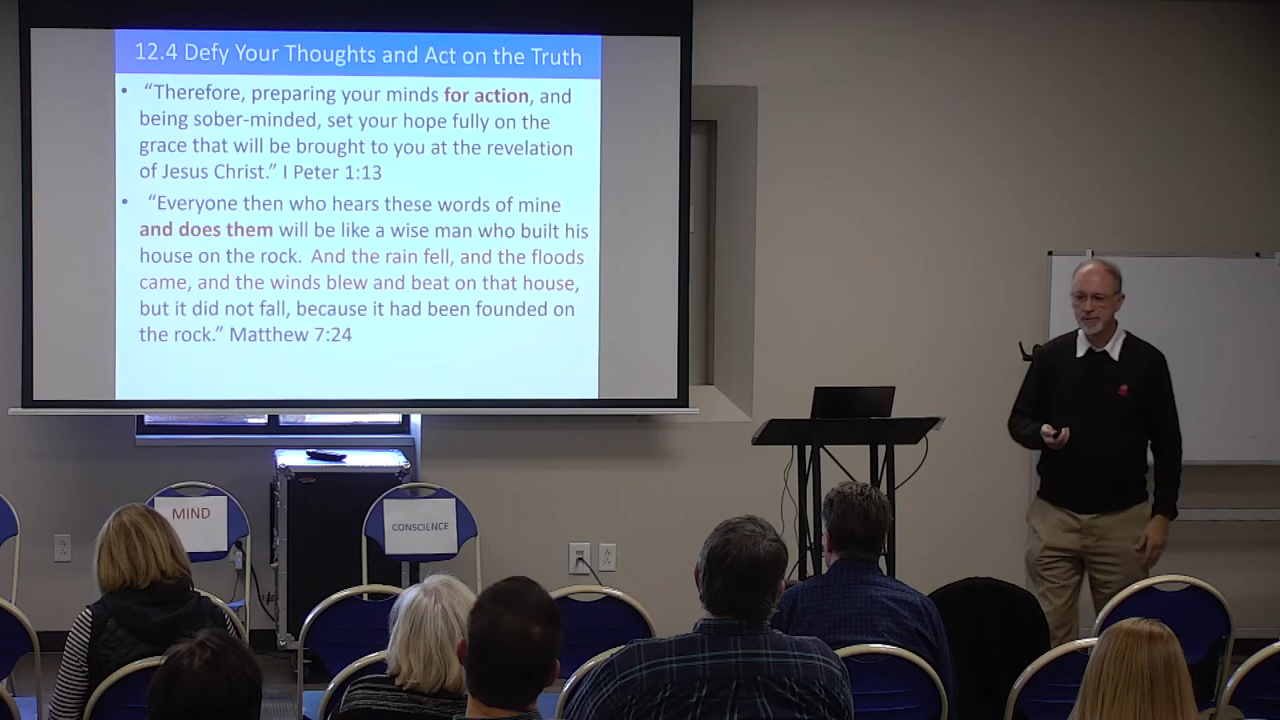 12.4 Defy Your Thoughts and Act on the Truth
• “Therefore, preparing your minds for action, and
being sober-minded, set your hope fully on the
grace that will be brought to you at the revelation
of Jesus Christ.” I Peter 1:13
• “Everyone then who hears these words of mine
and does them will be like a wise man who built his
house on the rock.  And the rain fell, and the floods
came, and the winds blew and beat on that house,
but it did not fall, because it had been founded on
the rock.” Matthew 7:24
MIND
CONSCIENCE